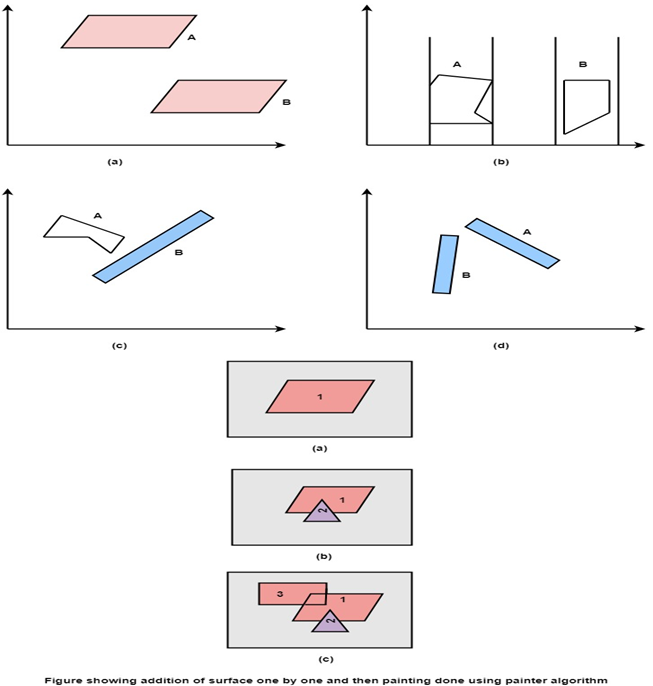 A
B
(a)
A
B
(b)
A
B
(c)
A
B
(d)
1
(a)
1
2
(b)
3
1
2
(c)
Figure showing addition of surface one by one and then painting done using painter algorithm